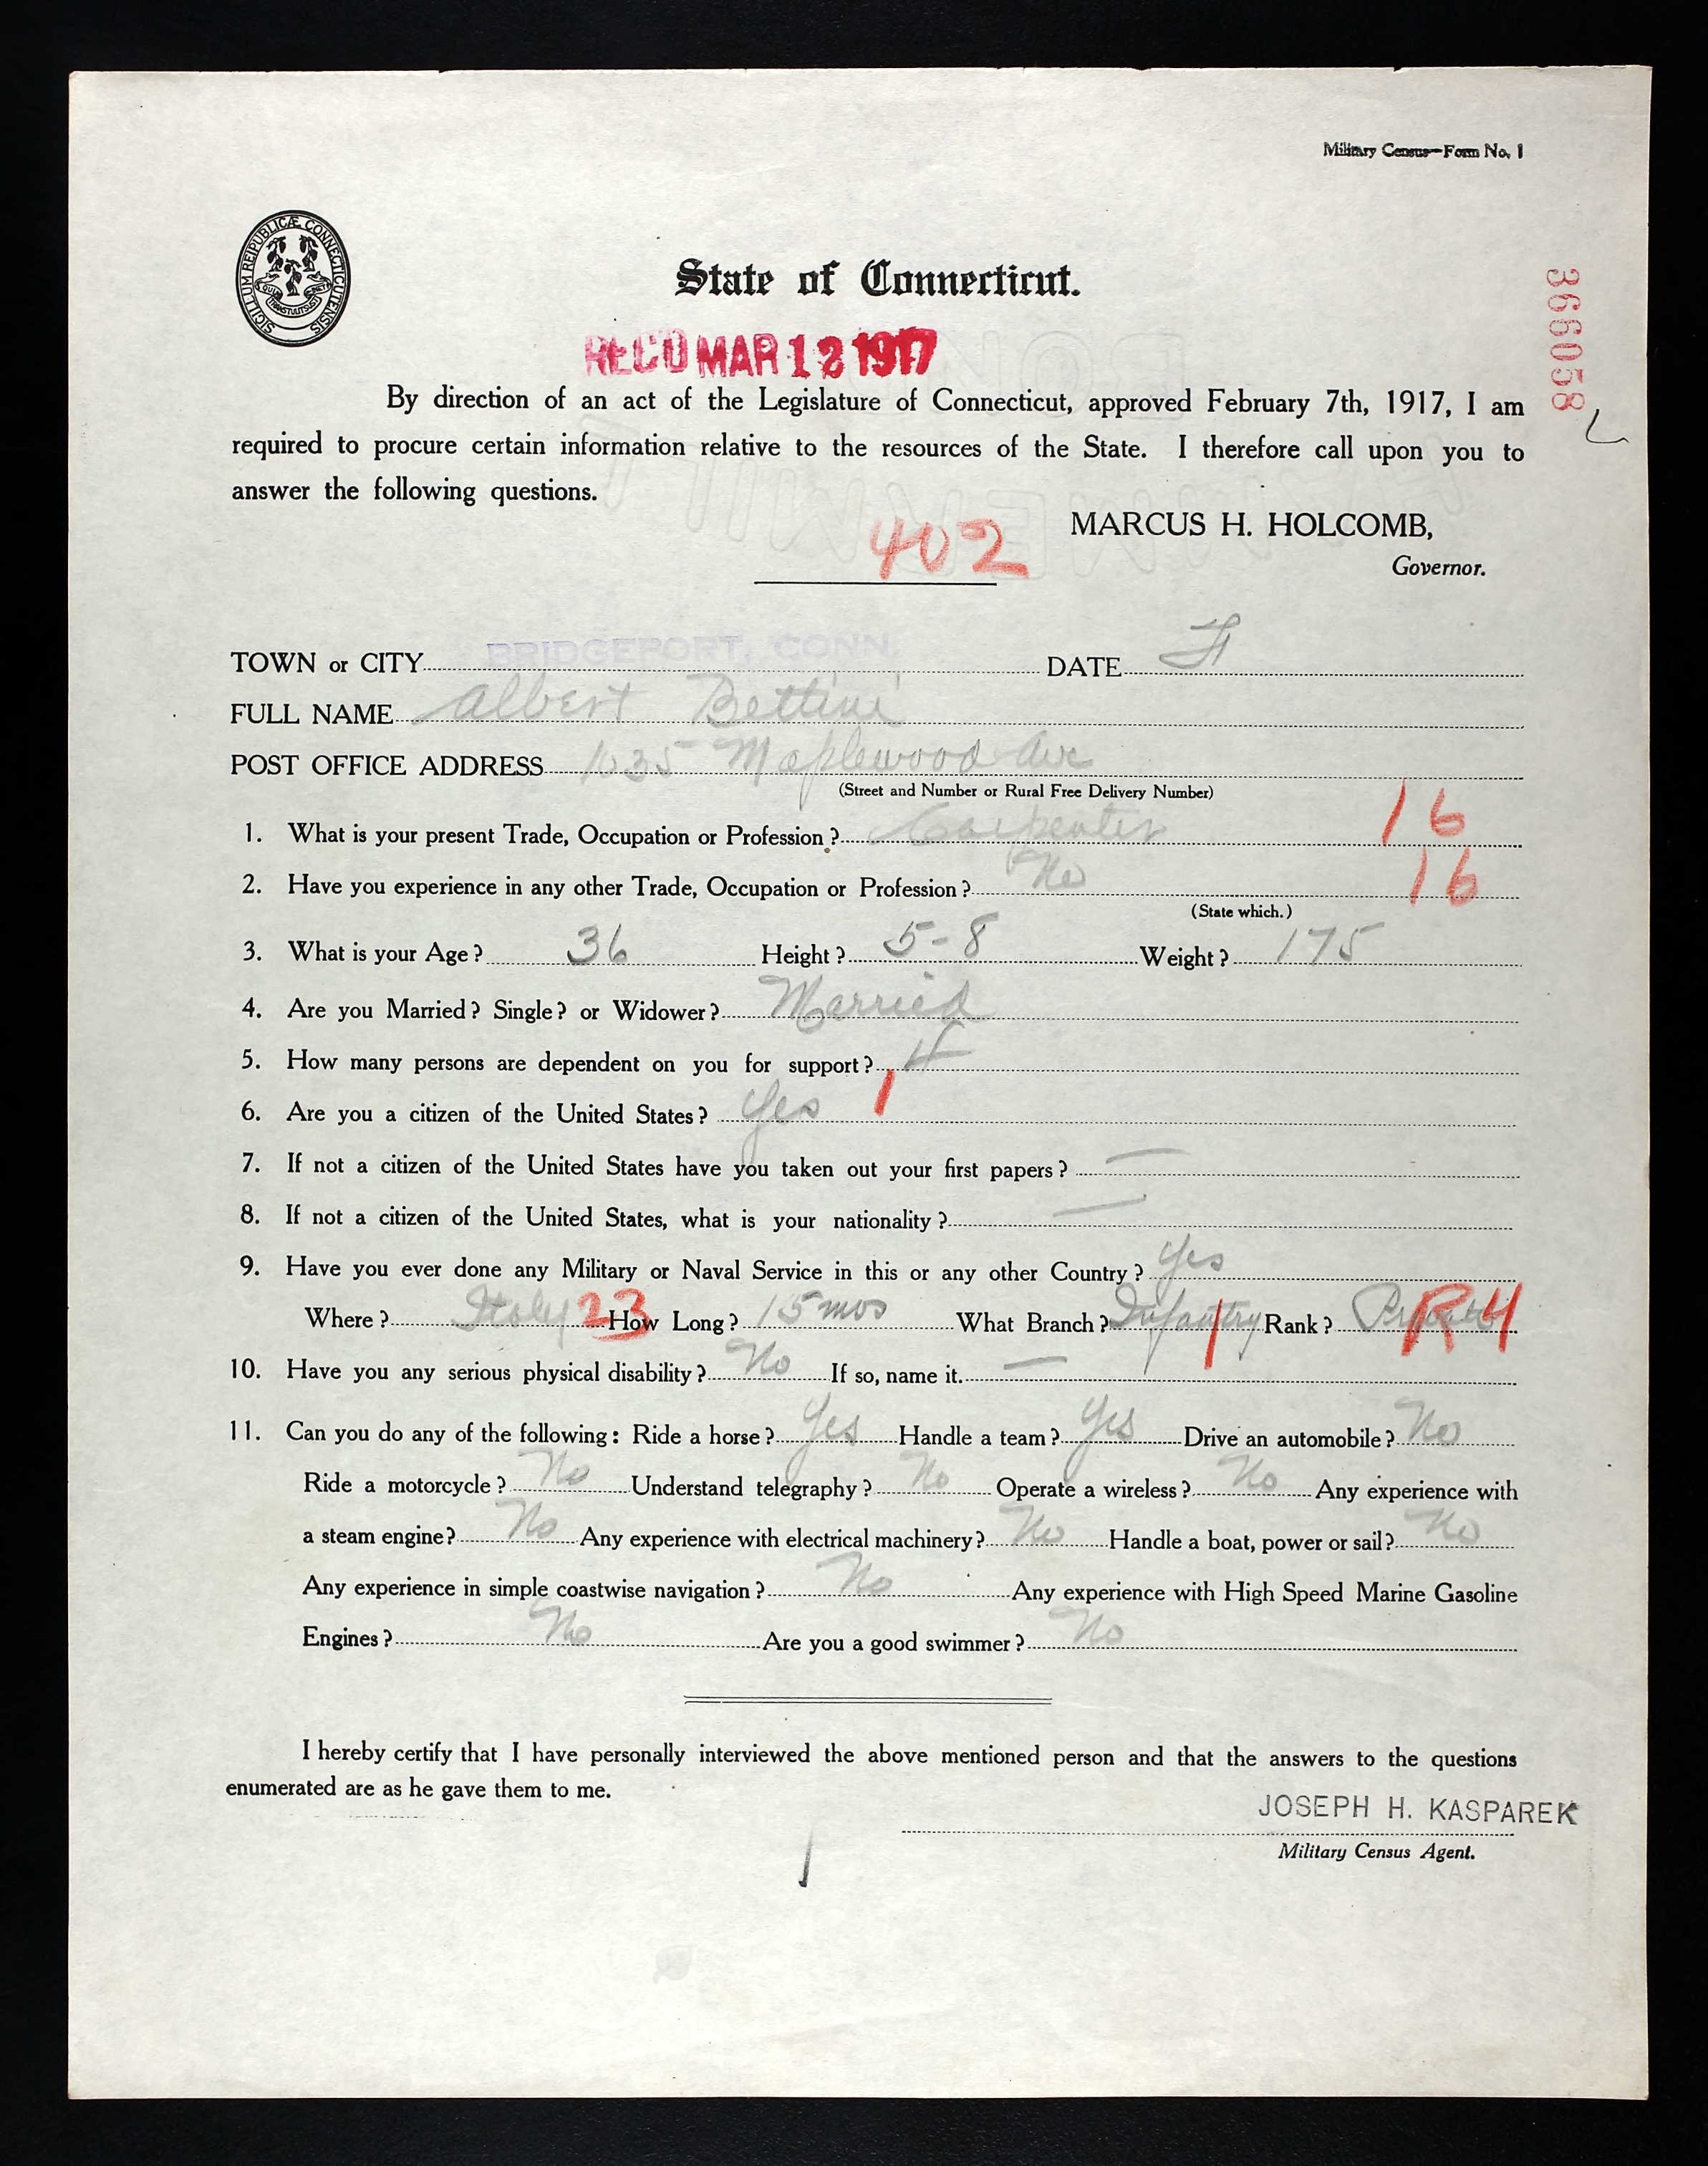 Military Census—Form No. 1
SIGILLUM REIPUBLICÆ CONNECTICUTENSIS
State of Connecticut.
366058
REC'D MAR 12 1917
By direction of an act of the Legislature of Connecticut, approved February 7th, 1917, I am
required to procure certain information relative to the resources of the State. I therefore call upon you to
answer the following questions.
MARCUS H. HOLCOMB,
402
Governor.
TOWN or CITY BRIDGEPORT, CONN. DATE
FULL NAME Albert Bettini
POST OFFICE ADDRESS 1035 Maplewood Ave
(Street and Number or Rural Free Delivery Number)
1. What is your present Trade, Occupation or Profession? Carpenter 16
2. Have you experience in any other Trade, Occupation or Profession? No 16
(State which.)
3. What is your Age? 36 Height? 5-8 Weight? 175
4. Are you Married? Single? or Widower? Married
5. How many persons are dependent on you for support? 4
6. Are you a citizen of the United States? Yes 1
7. If not a citizen of the United States have you taken out your first papers? —
8. If not a citizen of the United States, what is your nationality? —
9. Have you ever done any Military or Naval Service in this or any other Country? Yes
Where? Italy 23 How Long? 15 mos What Branch? Infantry 1 Rank? Private R4
10. Have you any serious physical disability? No If so, name it. —
11. Can you do any of the following: Ride a horse? Yes Handle a team? Yes Drive an automobile? No
Ride a motorcycle? No Understand telegraphy? No Operate a wireless? No Any experience with
a steam engine? No Any experience with electrical machinery? No Handle a boat, power or sail? No
Any experience in simple coastwise navigation? No Any experience with High Speed Marine Gasoline
Engines? No Are you a good swimmer? No
I hereby certify that I have personally interviewed the above mentioned person and that the answers to the questions
enumerated are as he gave them to me.
JOSEPH H. KASPAREK
Military Census Agent.